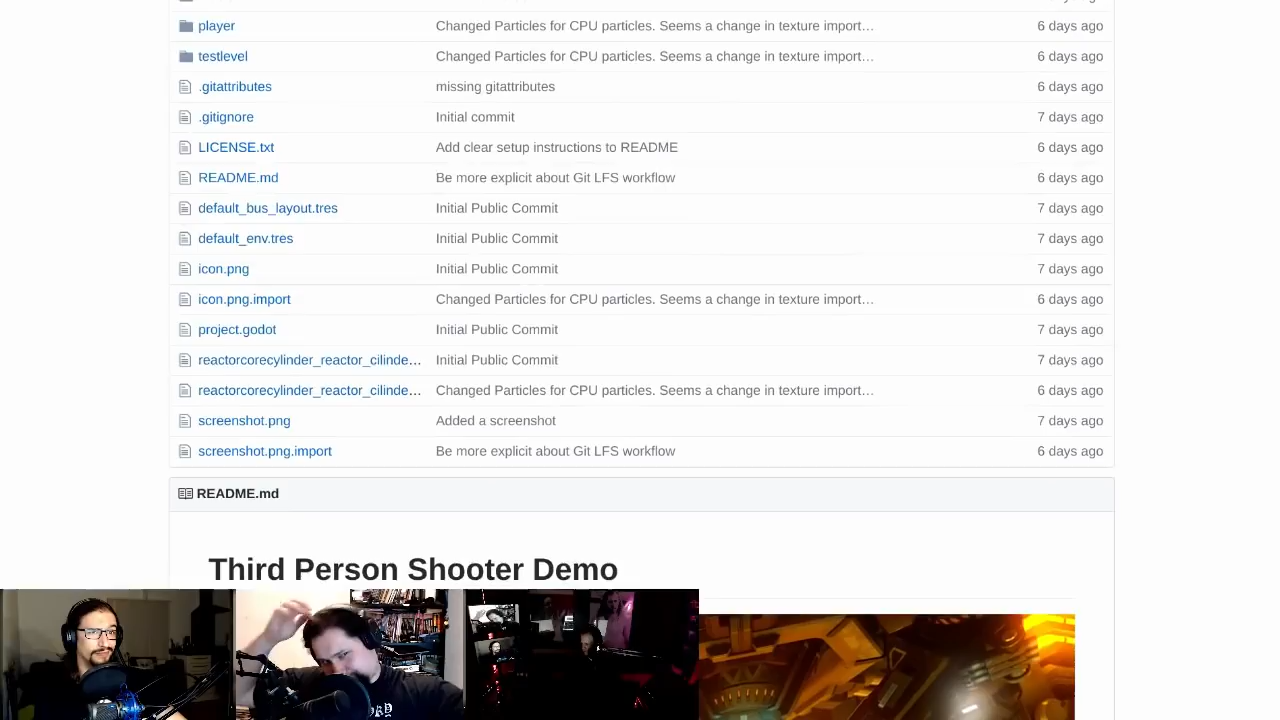 player Changed Particles for CPU particles. Seems a change in texture import… 6 days ago
testlevel Changed Particles for CPU particles. Seems a change in texture import… 6 days ago
.gitattributes missing gitattributes 6 days ago
.gitignore Initial commit 7 days ago
LICENSE.txt Add clear setup instructions to README 6 days ago
README.md Be more explicit about Git LFS workflow 6 days ago
default_bus_layout.tres Initial Public Commit 7 days ago
default_env.tres Initial Public Commit 7 days ago
icon.png Initial Public Commit 7 days ago
icon.png.import Changed Particles for CPU particles. Seems a change in texture import… 6 days ago
project.godot Initial Public Commit 7 days ago
reactorcorecylinder_reactor_cilinde… Initial Public Commit 7 days ago
reactorcorecylinder_reactor_cilinde… Changed Particles for CPU particles. Seems a change in texture import… 6 days ago
screenshot.png Added a screenshot 7 days ago
screenshot.png.import Be more explicit about Git LFS workflow 6 days ago
README.md
Third Person Shooter Demo